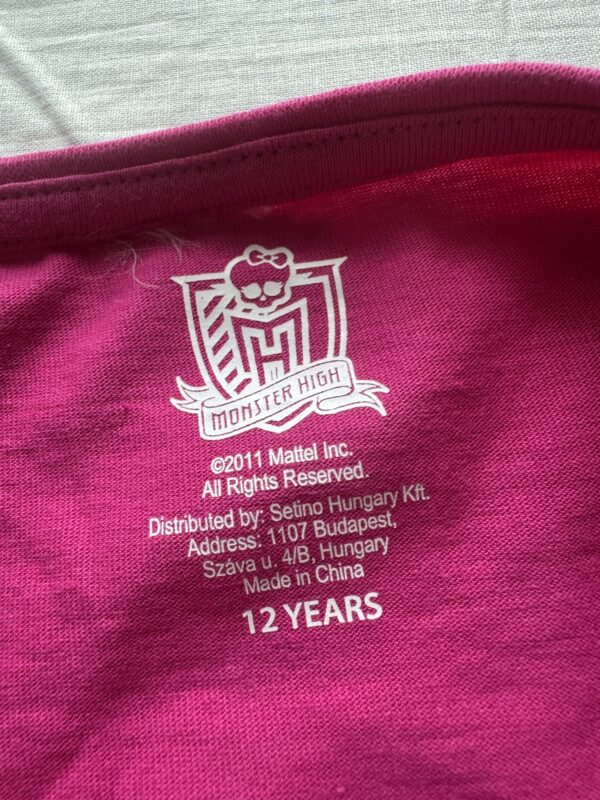 MH
MONSTER HIGH
©2011 Mattel Inc.
All Rights Reserved.
Distributed by: Setino Hungary Kft.
Address: 1107 Budapest,
Száva u. 4/B, Hungary
Made in China
12 YEARS